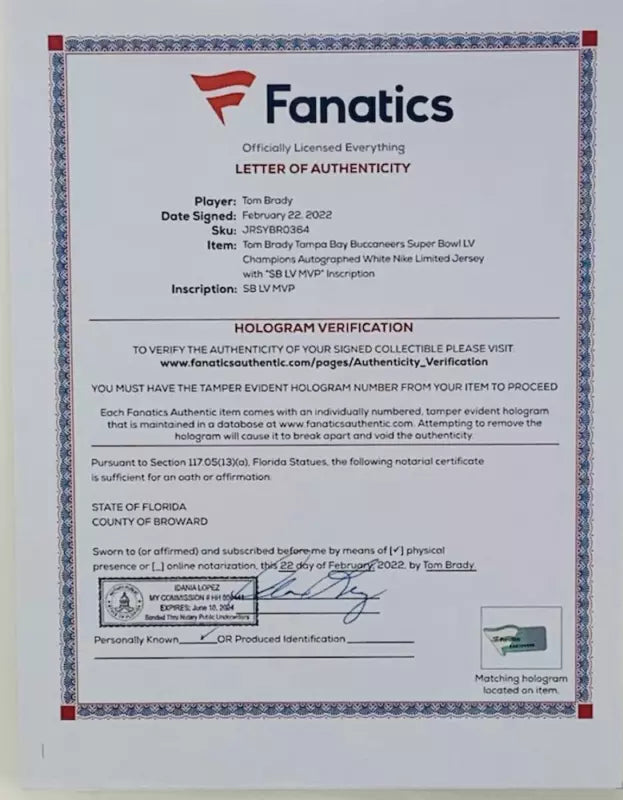 Fanatics
Officially Licensed Everything
LETTER OF AUTHENTICITY
Player: Tom Brady
Date Signed: February 22, 2022
Sku: JRSYBR0364
Item: Tom Brady Tampa Bay Buccaneers Super Bowl LV
Champions Autographed White Nike Limited Jersey
with "SB LV MVP" Inscription
Inscription: SB LV MVP
HOLOGRAM VERIFICATION
TO VERIFY THE AUTHENTICITY OF YOUR SIGNED COLLECTIBLE PLEASE VISIT
www.fanaticsauthentic.com/pages/Authenticity_Verification
YOU MUST HAVE THE TAMPER EVIDENT HOLOGRAM NUMBER FROM YOUR ITEM TO PROCEED
Each Fanatics Authentic item comes with an individually numbered, tamper evident hologram
that is maintained in a database at www.fanaticsauthentic.com. Attempting to remove the
hologram will cause it to break apart and void the authenticity.
Pursuant to Section 117.05(13)(a), Florida Statues, the following notarial certificate
is sufficient for an oath or affirmation:
STATE OF FLORIDA
COUNTY OF BROWARD
Sworn to (or affirmed) and subscribed before me by means of [✓] physical
presence or [_] online notarization, this 22 day of February, 2022, by Tom Brady.
IDANIA LOPEZ
MY COMMISSION # HH
EXPIRES: June 18, 2024
Bonded Thru Notary Public Underwriters
Personally Known ✓ OR Produced Identification
Matching hologram
located on item.